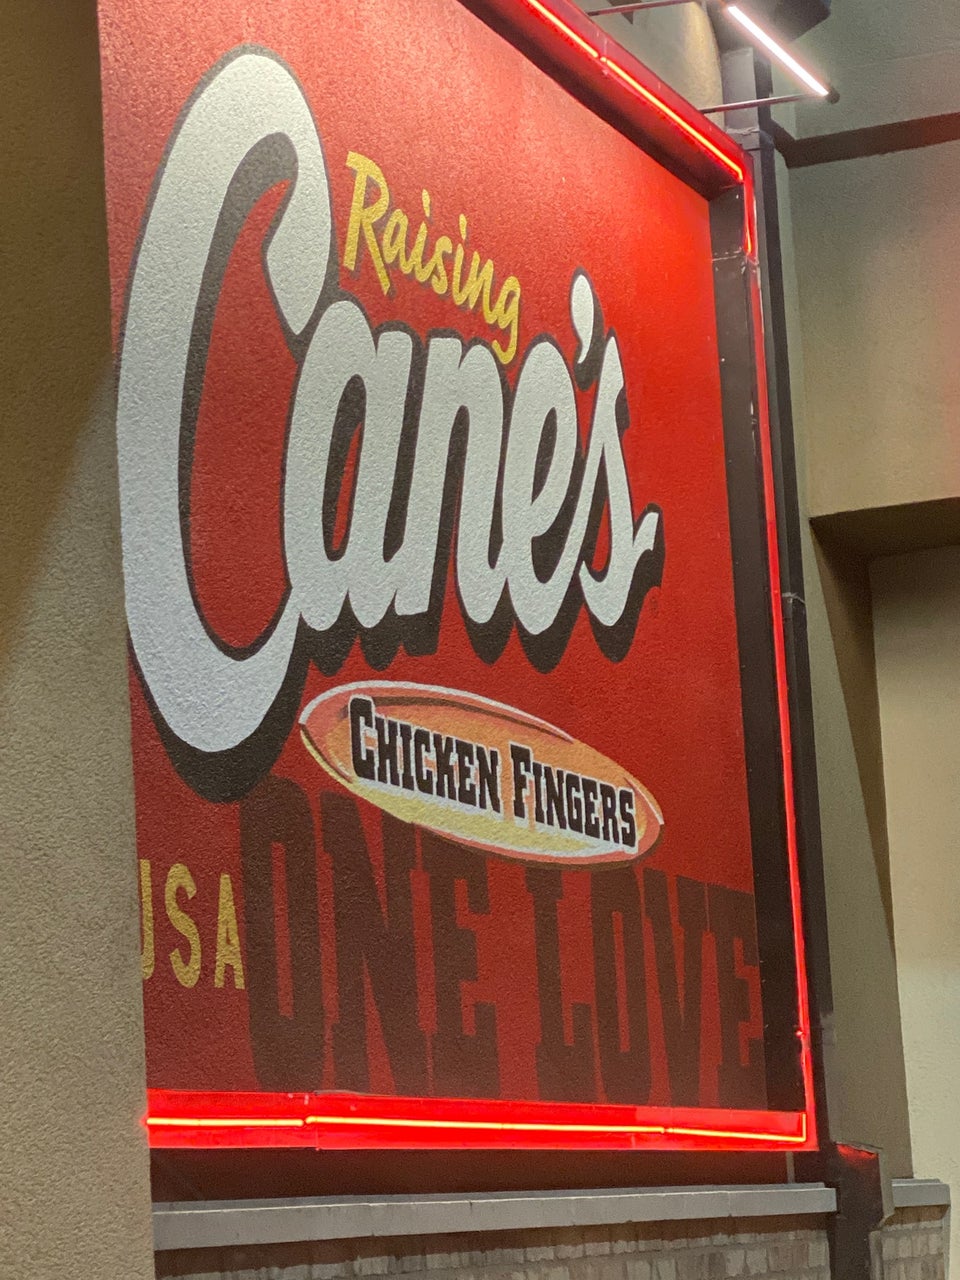 Raising
Cane's
CHICKEN FINGERS
USA
ONE LOVE